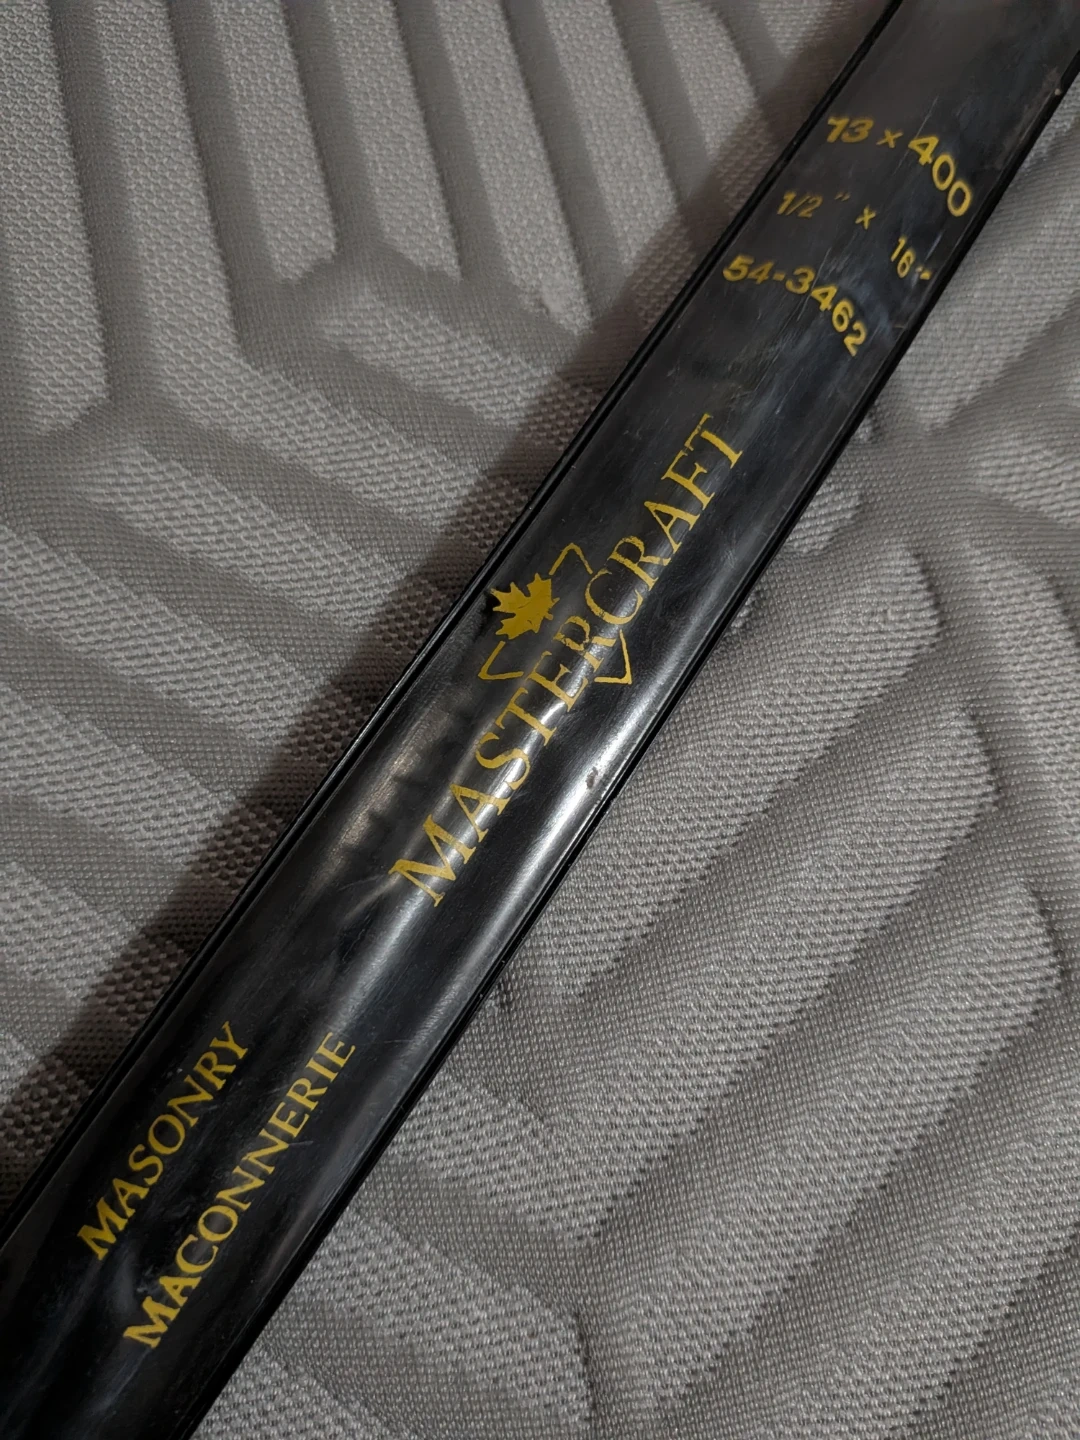 13 x 400
1/2" x 16"
54-3462
MASTERCRAFT
MASONRY
MACONNERIE